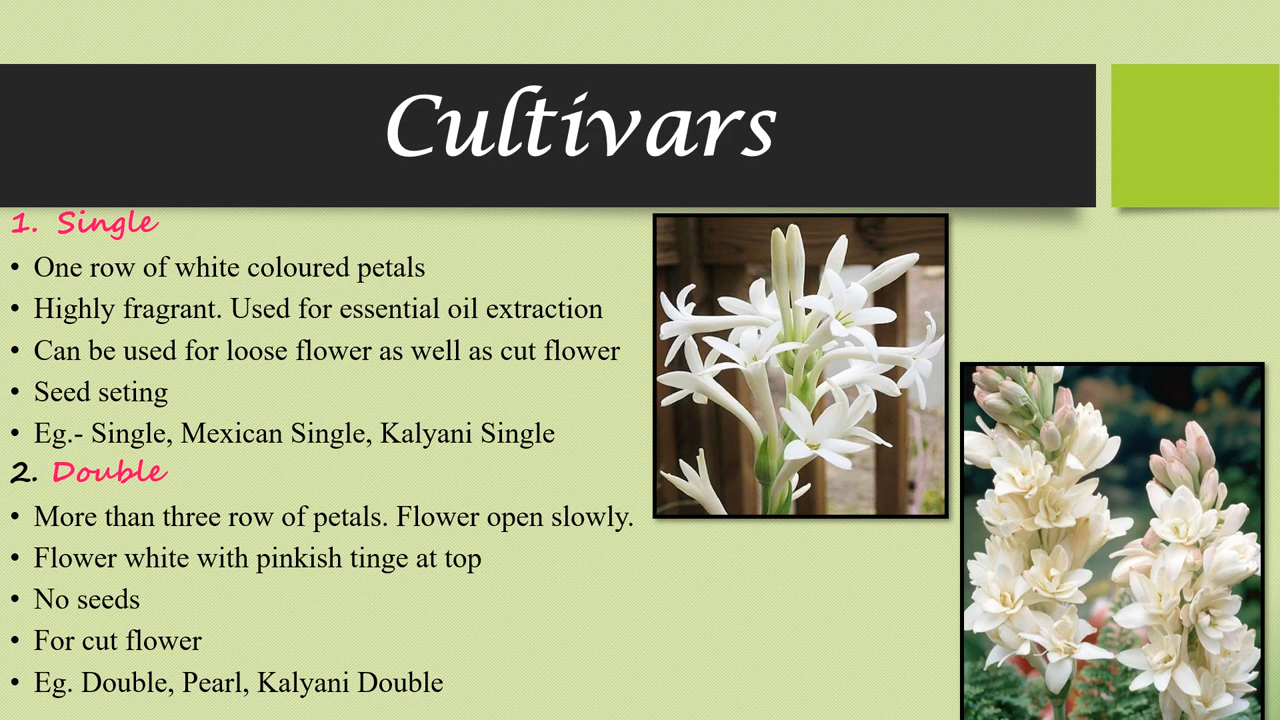 Cultivars
1. Single
• One row of white coloured petals
• Highly fragrant. Used for essential oil extraction
• Can be used for loose flower as well as cut flower
• Seed seting
• Eg.- Single, Mexican Single, Kalyani Single
2. Double
• More than three row of petals. Flower open slowly.
• Flower white with pinkish tinge at top
• No seeds
• For cut flower
• Eg. Double, Pearl, Kalyani Double